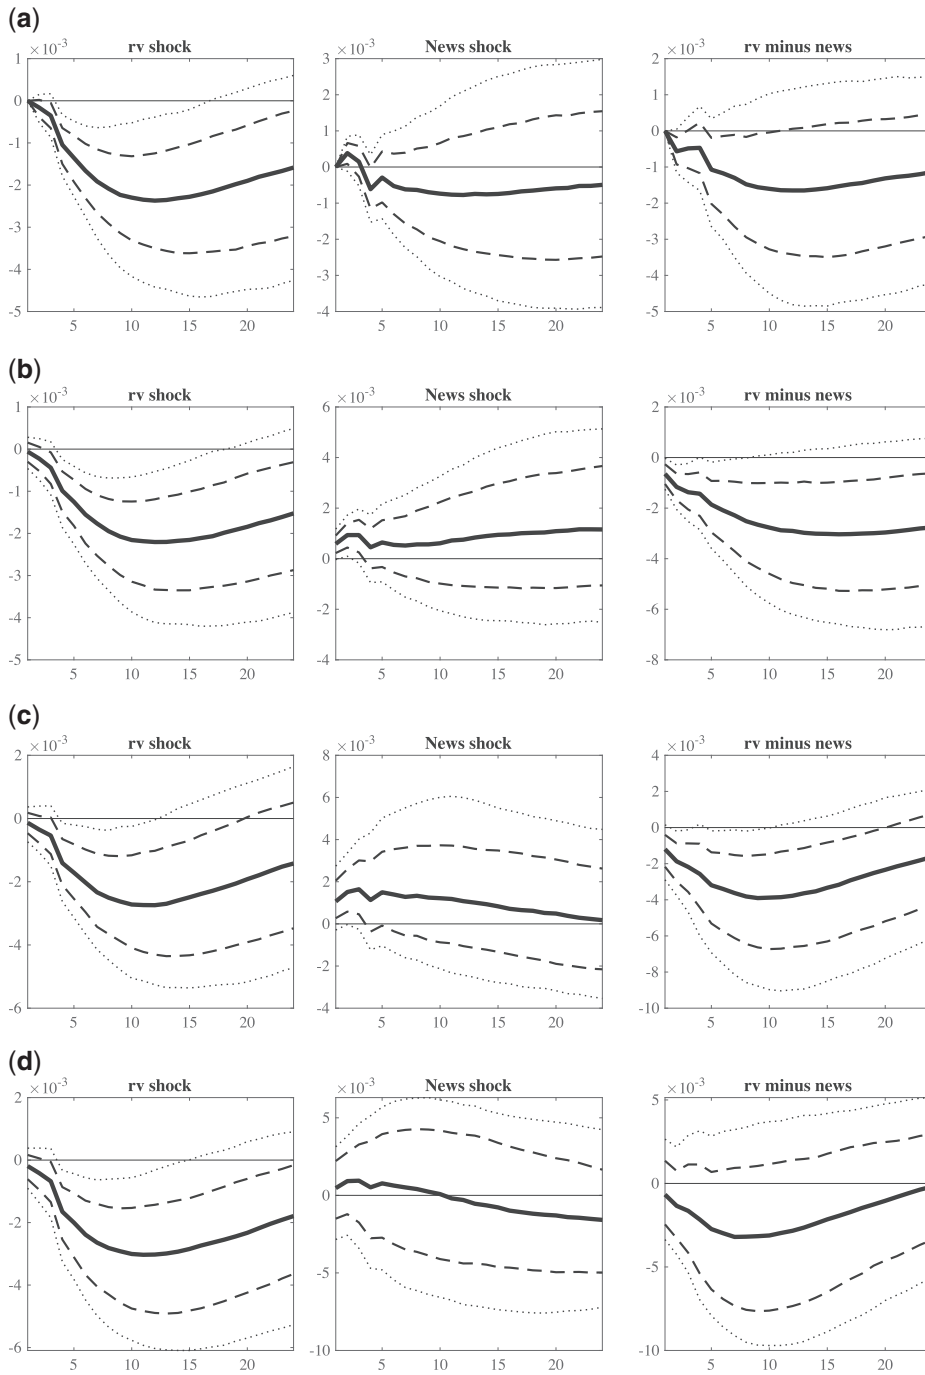 (a)
rv shock News shock rv minus news
×10-3 ×10-3 ×10-3
1 3 2
0 2 1
-1 1 0
-2 0 -1
-3 -1 -2
-4 -2 -3
-5 -3 -4
-4 -5
5 10 15 20 5 10 15 20 5 10 15 20
(b)
rv shock News shock rv minus news
×10-3 ×10-3 ×10-3
1 6 2
0 4 0
-1 2 -2
-2 0 -4
-3 -2 -6
-4 -4 -8
-5
5 10 15 20 5 10 15 20 5 10 15 20
(c)
rv shock News shock rv minus news
×10-3 ×10-3 ×10-3
2 8 4
0 6 2
-2 4 0
-4 2 -2
-6 0 -4
-2 -6
-4 -8
-10
5 10 15 20 5 10 15 20 5 10 15 20
(d)
rv shock News shock rv minus news
×10-3 ×10-3 ×10-3
2 5 5
0 0 0
-2 -5 -5
-4 -10 -10
-6
5 10 15 20 5 10 15 20 5 10 15 20